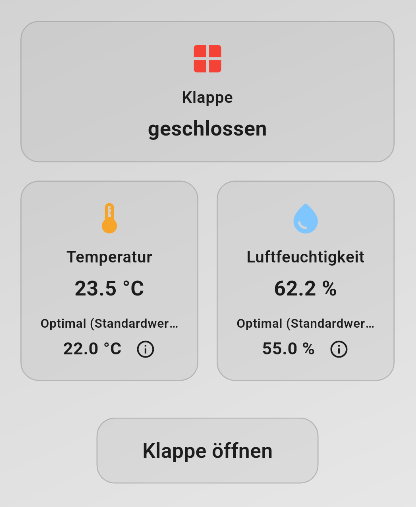 Klappe
geschlossen
Temperatur
23.5 °C
Optimal (Standardwer...
22.0 °C
Luftfeuchtigkeit
62.2 %
Optimal (Standardwer...
55.0 %
Klappe öffnen